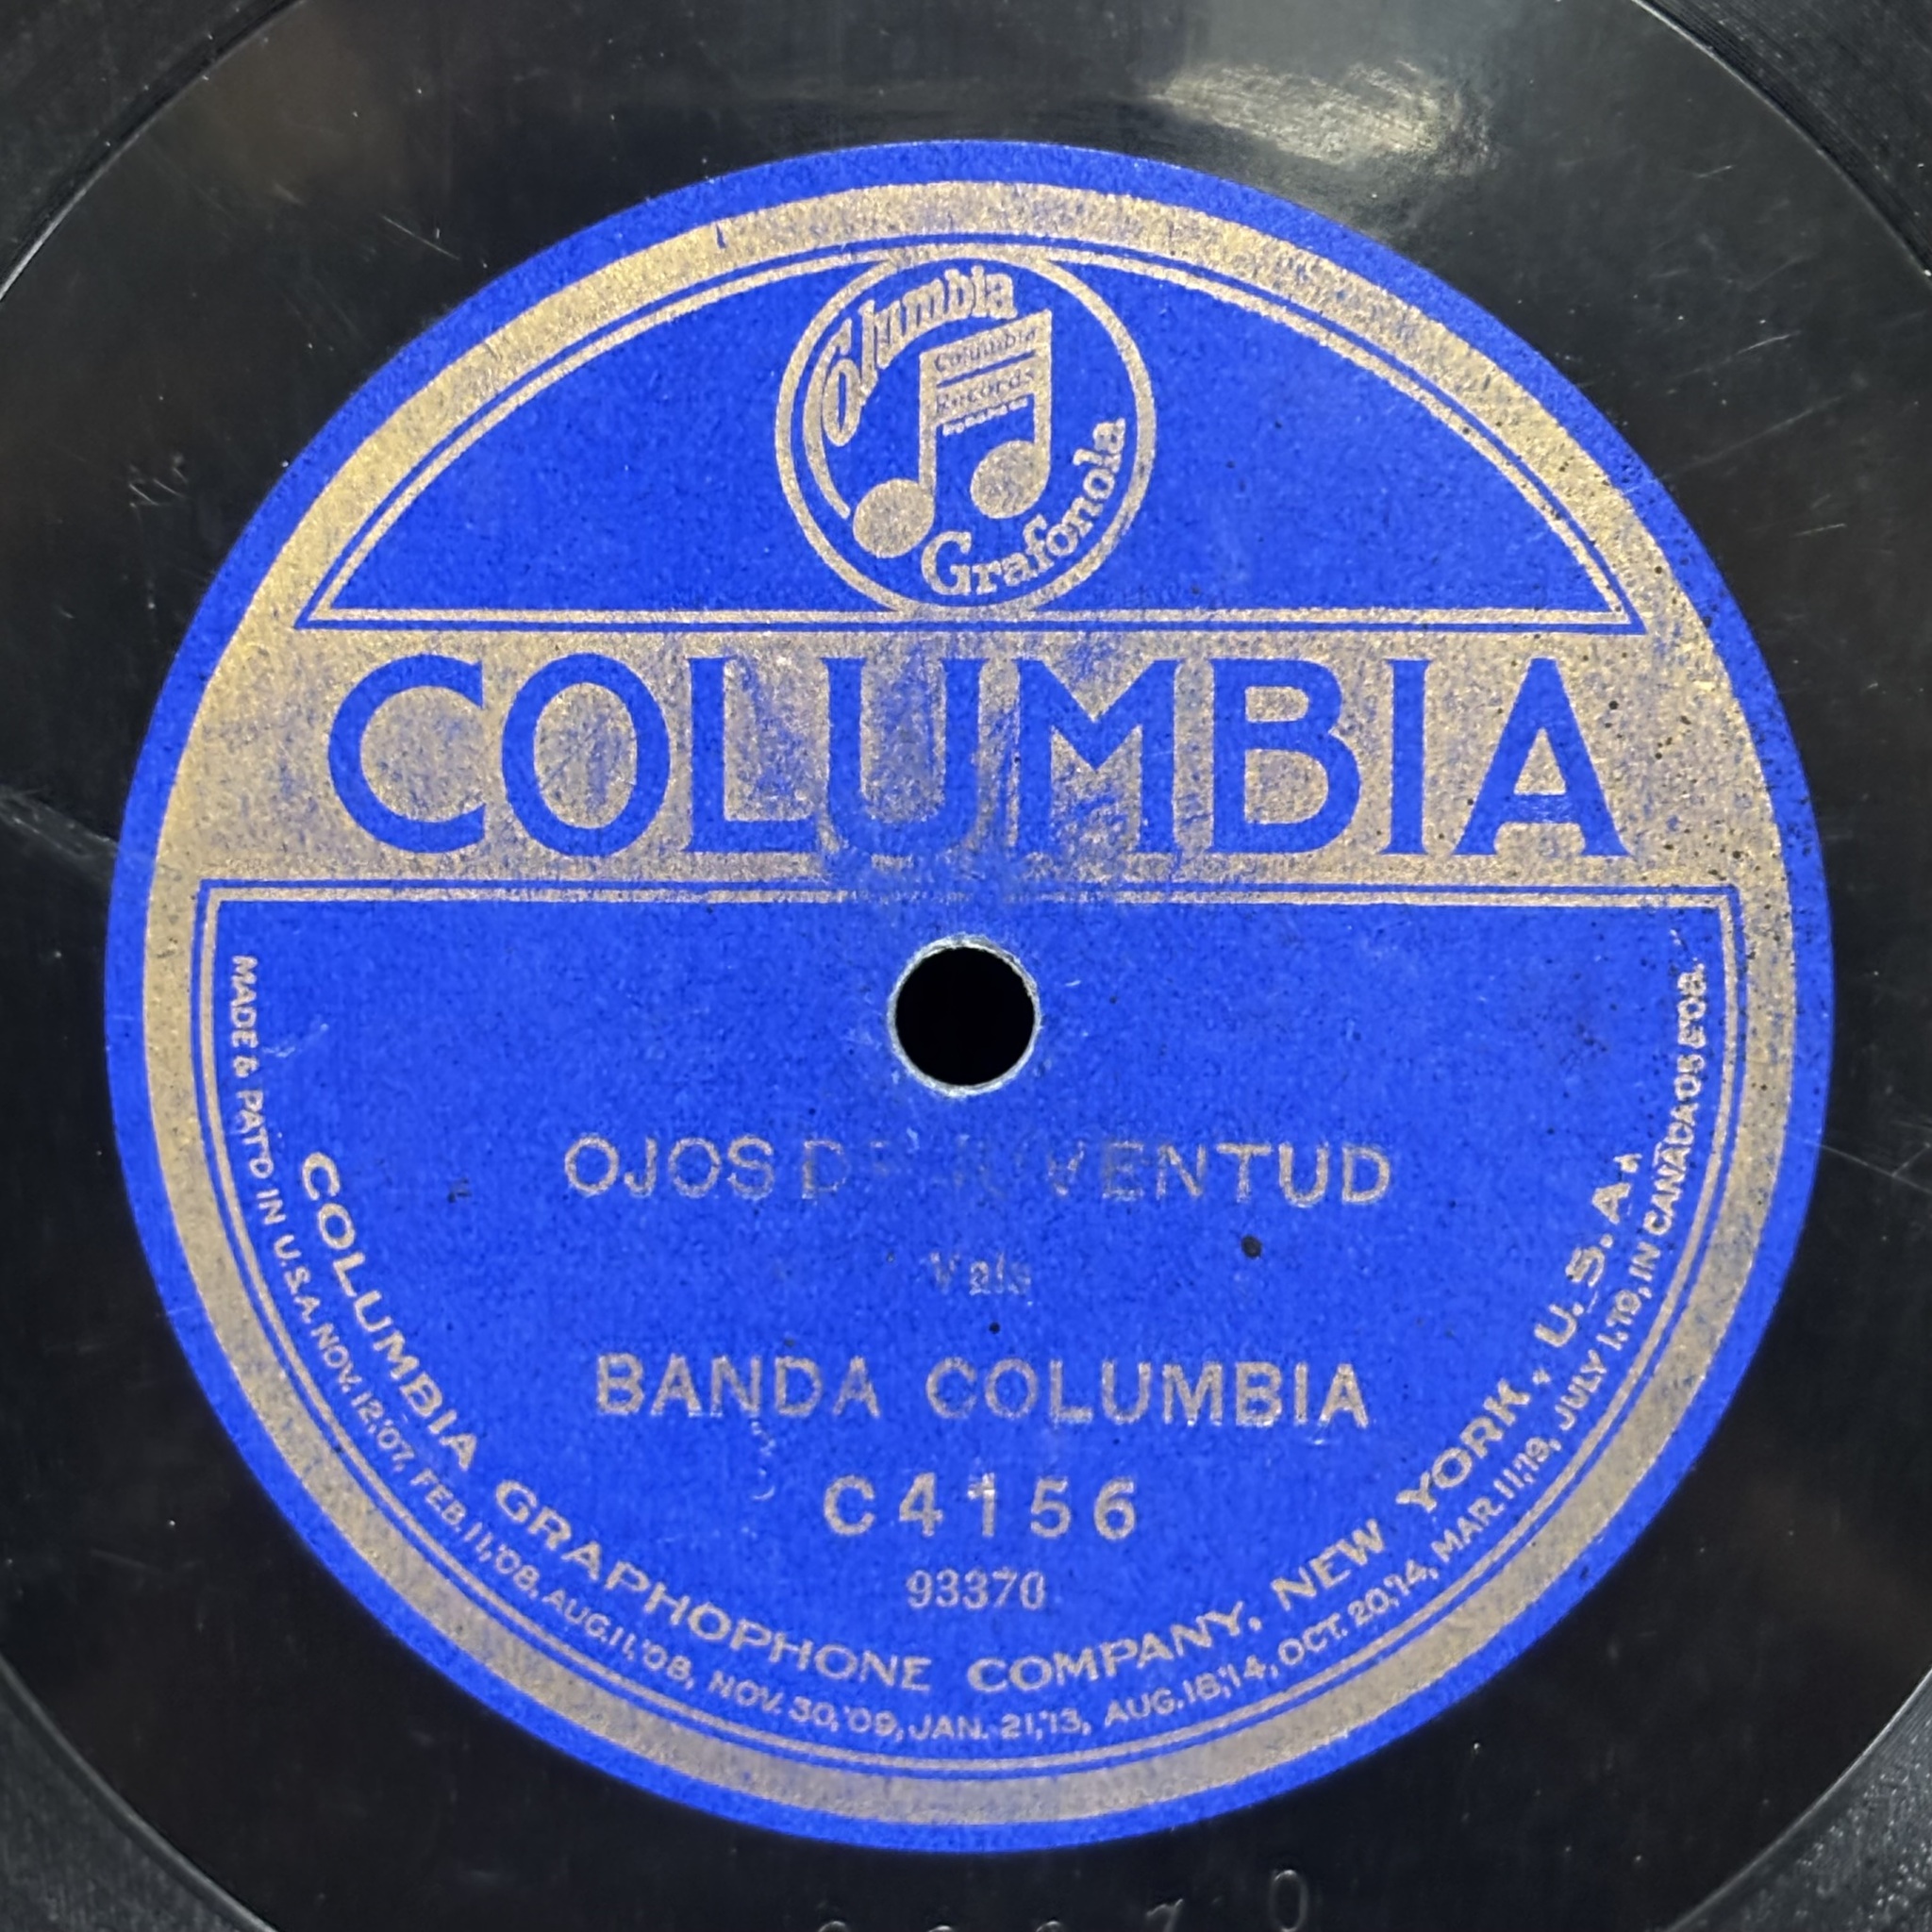 Columbia
Columbia
Records
Grafonola
COLUMBIA
OJOS DE JUVENTUD
Vals
BANDA COLUMBIA
C4156
93370
COLUMBIA GRAPHOPHONE COMPANY, NEW YORK, U.S.A.
MADE & PAT'D IN U.S.A. NOV. 12,'07, FEB. 11,'08, AUG. 11,'08, NOV. 30,'09, JAN. 21,'13, AUG. 18,'14, OCT. 20,'14, MAR. 11,'19, JULY 1,'19, IN CANADA '05 & '08.